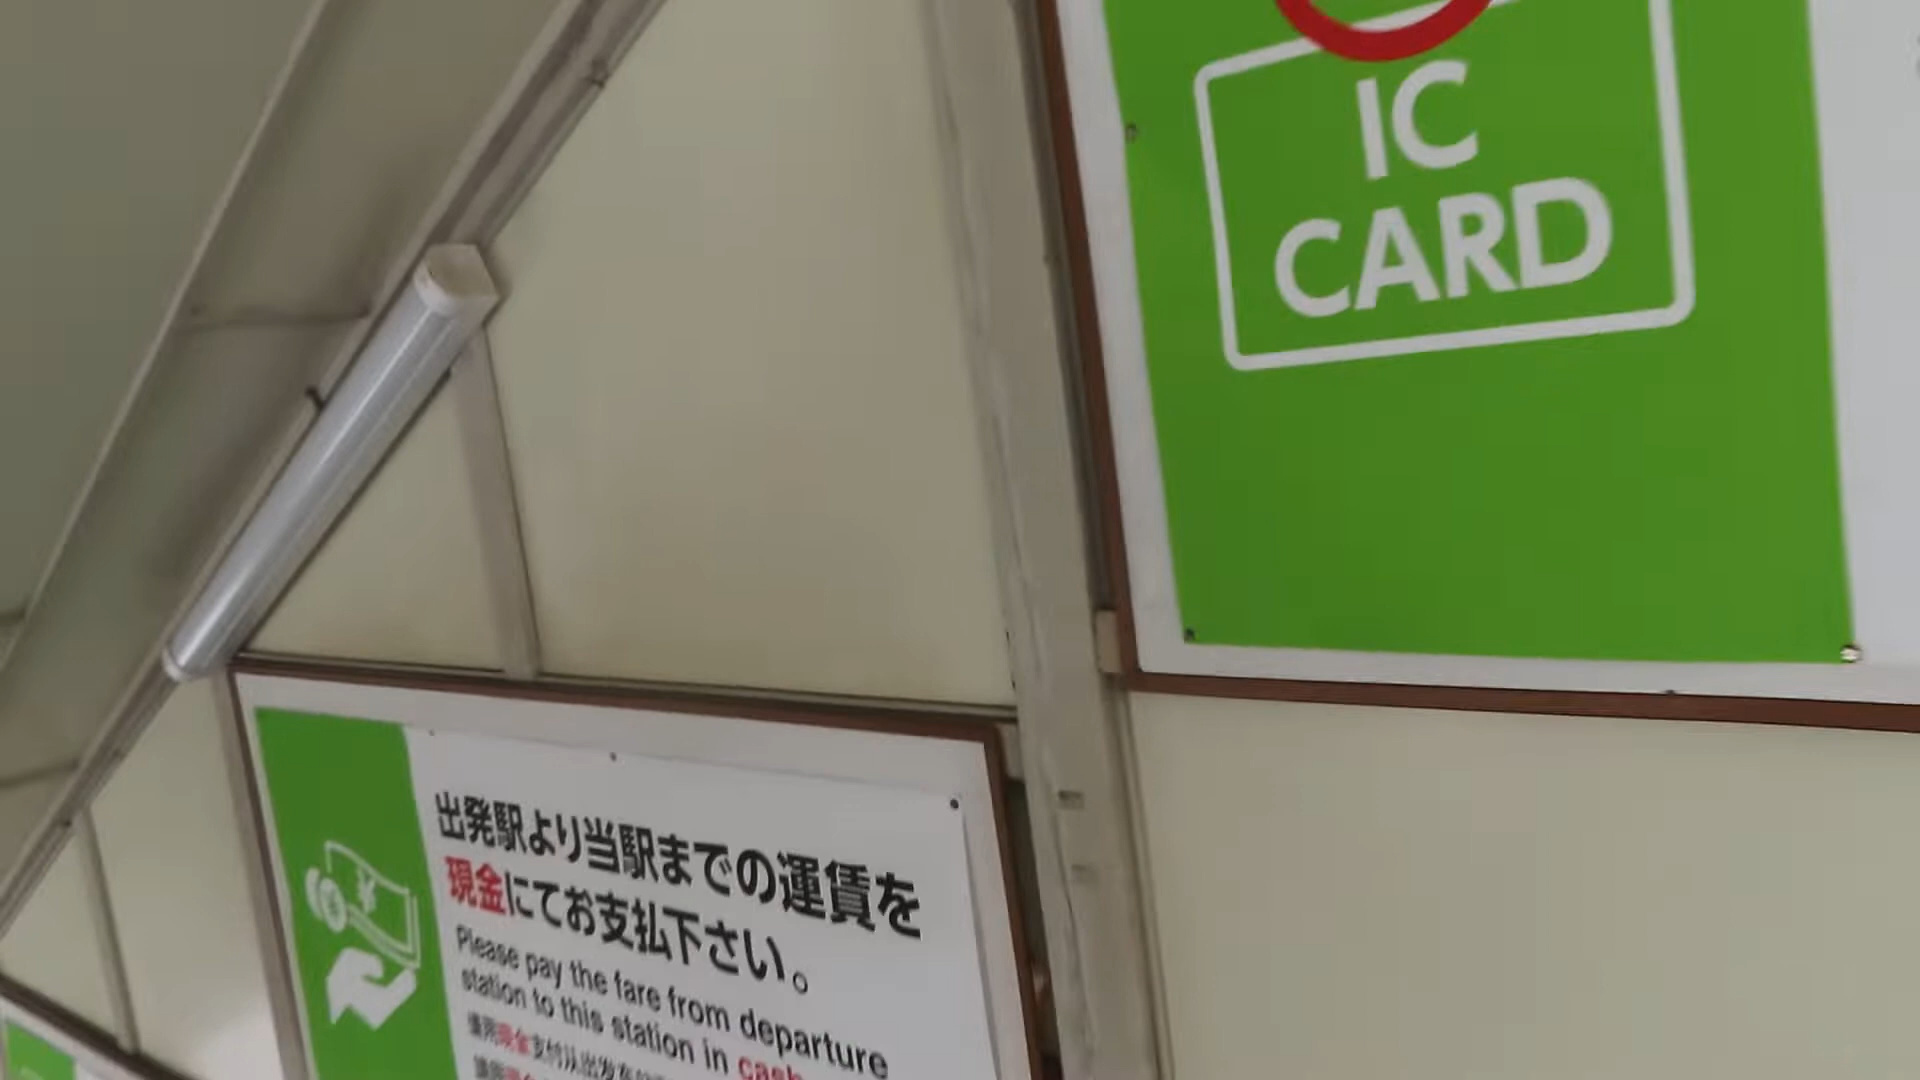 IC
CARD
出発駅より当駅までの運賃を
現金にてお支払下さい。
Please pay the fare from departure
station to this station in cash